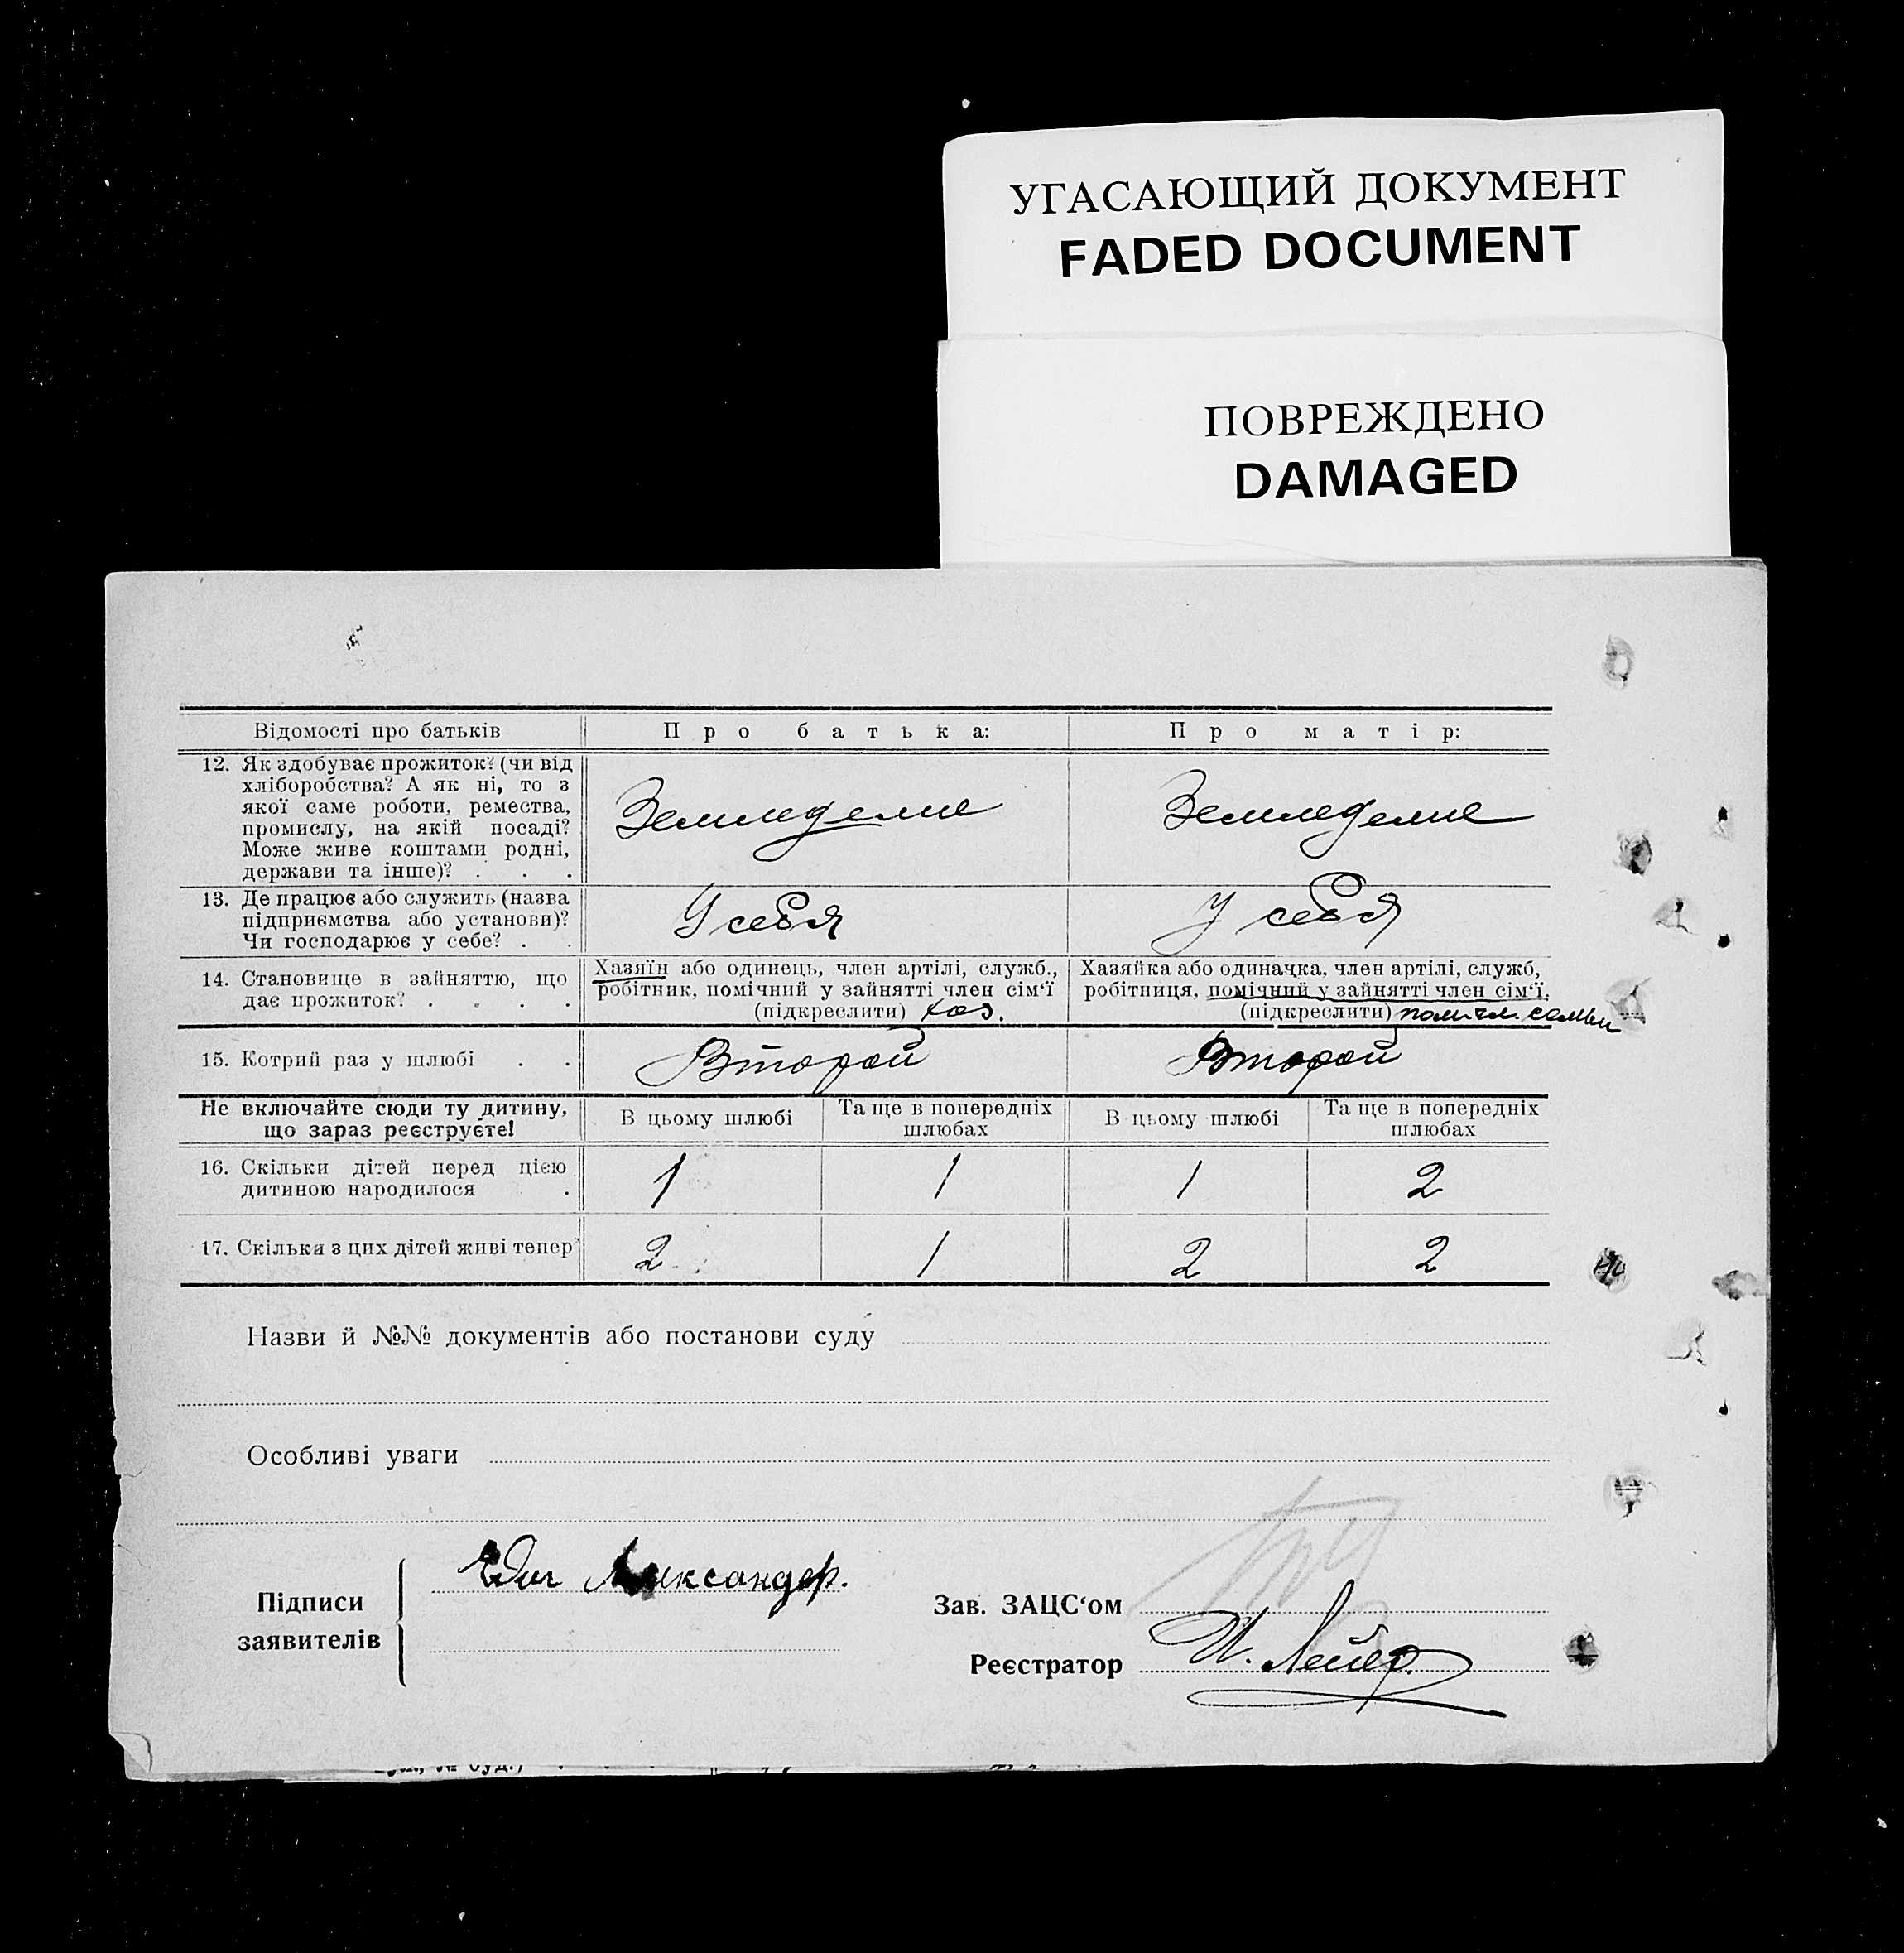 УГАСАЮЩИЙ ДОКУМЕНТ
FADED DOCUMENT
ПОВРЕЖДЕНО
DAMAGED
Відомості про батьків
Про батька:
Про матір:
12. Як здобуває прожиток? (чи від
хліборобства? А як ні, то з
якої саме роботи, ремества,
промислу, на якій посаді?
Може живе коштами родні,
держави та інше)? . . .
Земледелие
Земледелие
13. Де працює або служить (назва
підприємства або установи)?
Чи господарює у себе? . .
У себя
У себя
14. Становище в зайняттю, що
дає прожиток? . . . .
Хазяїн або одинець, член артілі, служб.,
робітник, помічний у зайнятті член сім'ї
(підкреслити) хоз.
Хазяйка або одиначка, член артілі, служб,
робітниця, помічний у зайнятті член сім'ї.
(підкреслити) пом. чл. семьи
15. Котрий раз у шлюбі . .
Второй
Второй
Не включайте сюди ту дитину,
що зараз реєструєте!
В цьому шлюбі
Та ще в попередніх
шлюбах
В цьому шлюбі
Та ще в попередніх
шлюбах
16. Скільки дітей перед цією
дитиною народилося .
1
1
1
2
17. Скілька з цих дітей живі тепер
2
1
2
2
Назви й №№ документів або постанови суду
Особливі уваги
Підписи
заявителів
Александер.
Зав. ЗАЦС'ом
Реєстратор
И. Лейер.